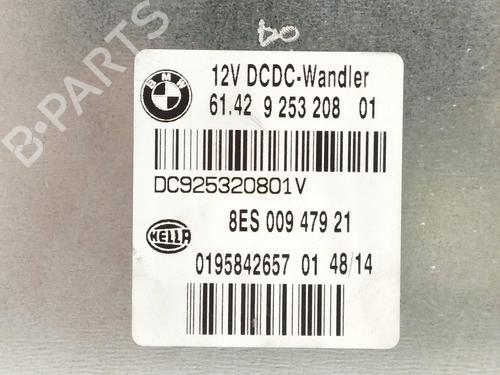 B-PARTS
BMW
12V DCDC-Wandler
61.42 9 253 208 01
DC925320801V
HELLA
8ES 009 479 21
0195842657 01 48/14